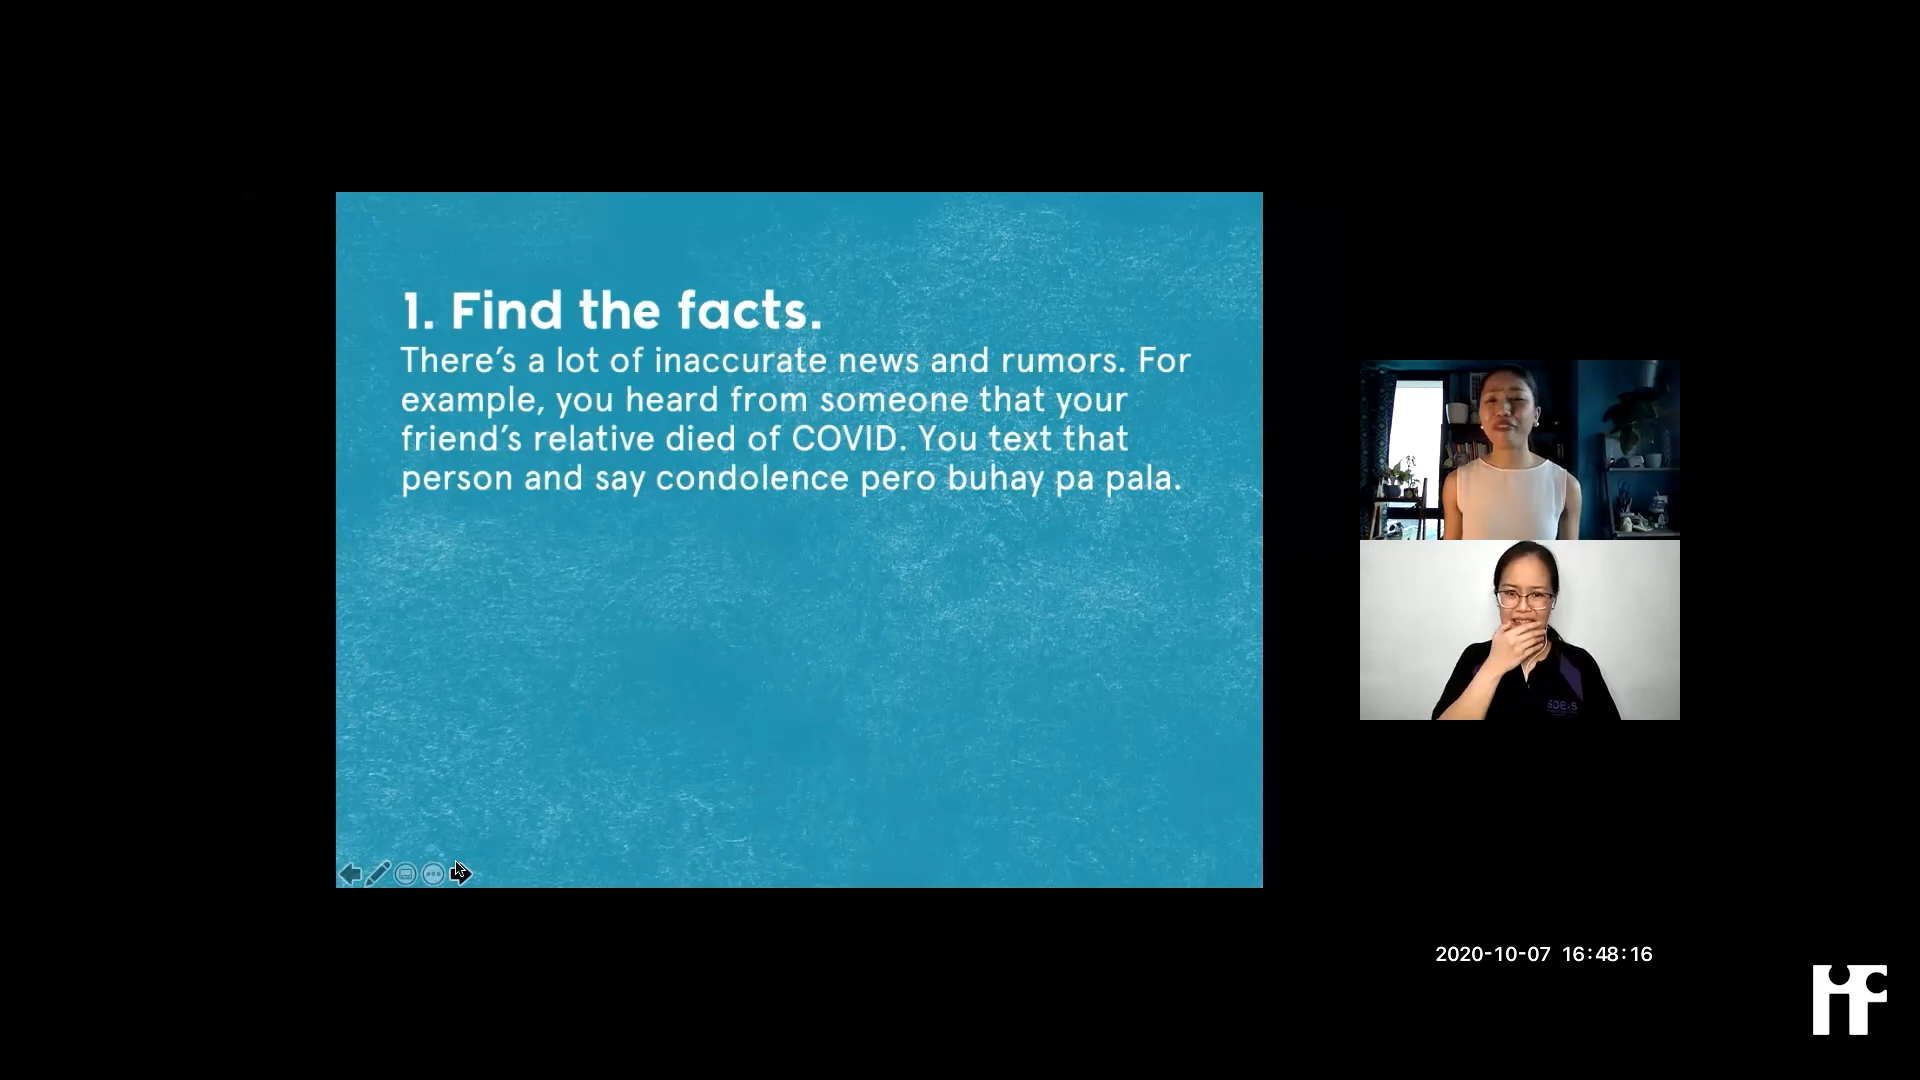 1. Find the facts.
There’s a lot of inaccurate news and rumors. For
example, you heard from someone that your
friend’s relative died of COVID. You text that
person and say condolence pero buhay pa pala.
2020-10-07 16:48:16